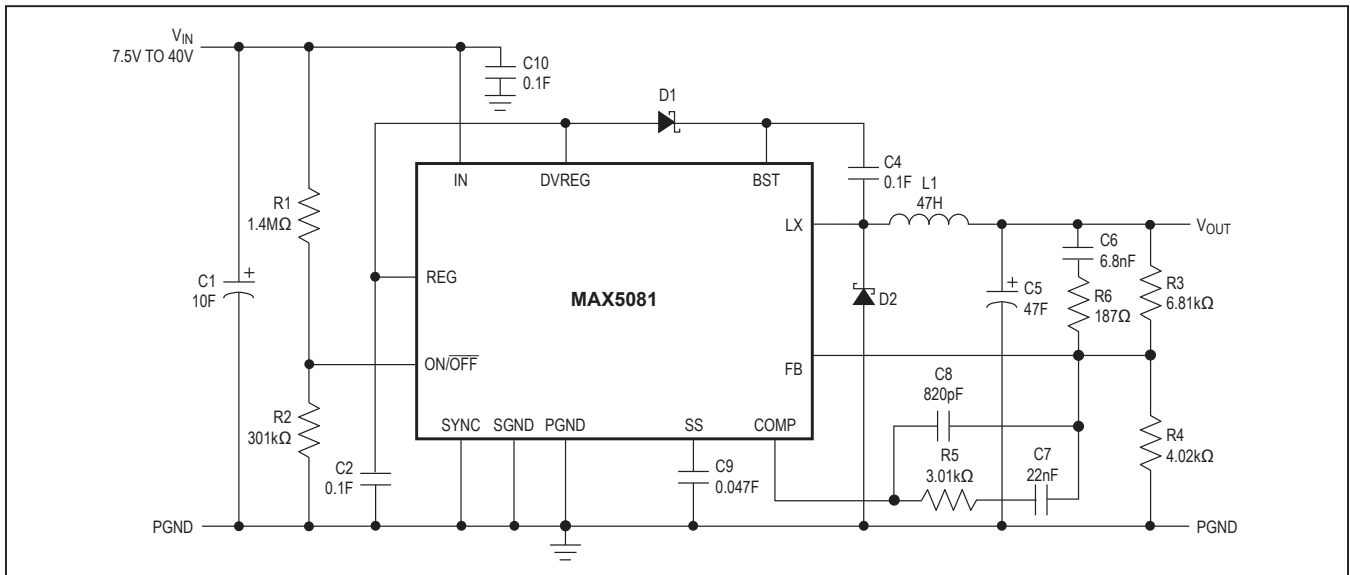 VIN
7.5V TO 40V
C10
0.1F
D1
IN
DVREG
BST
C4
0.1F
L1
47H
R1
1.4MΩ
LX
VOUT
C6
6.8nF
C1
+
10F
REG
MAX5081
D2
+
C5
47F
R6
187Ω
R3
6.81kΩ
ON/OFF
FB
C8
820pF
R2
301kΩ
SYNC
SGND
PGND
SS
COMP
R4
4.02kΩ
C2
0.1F
C9
0.047F
R5
3.01kΩ
C7
22nF
PGND
PGND